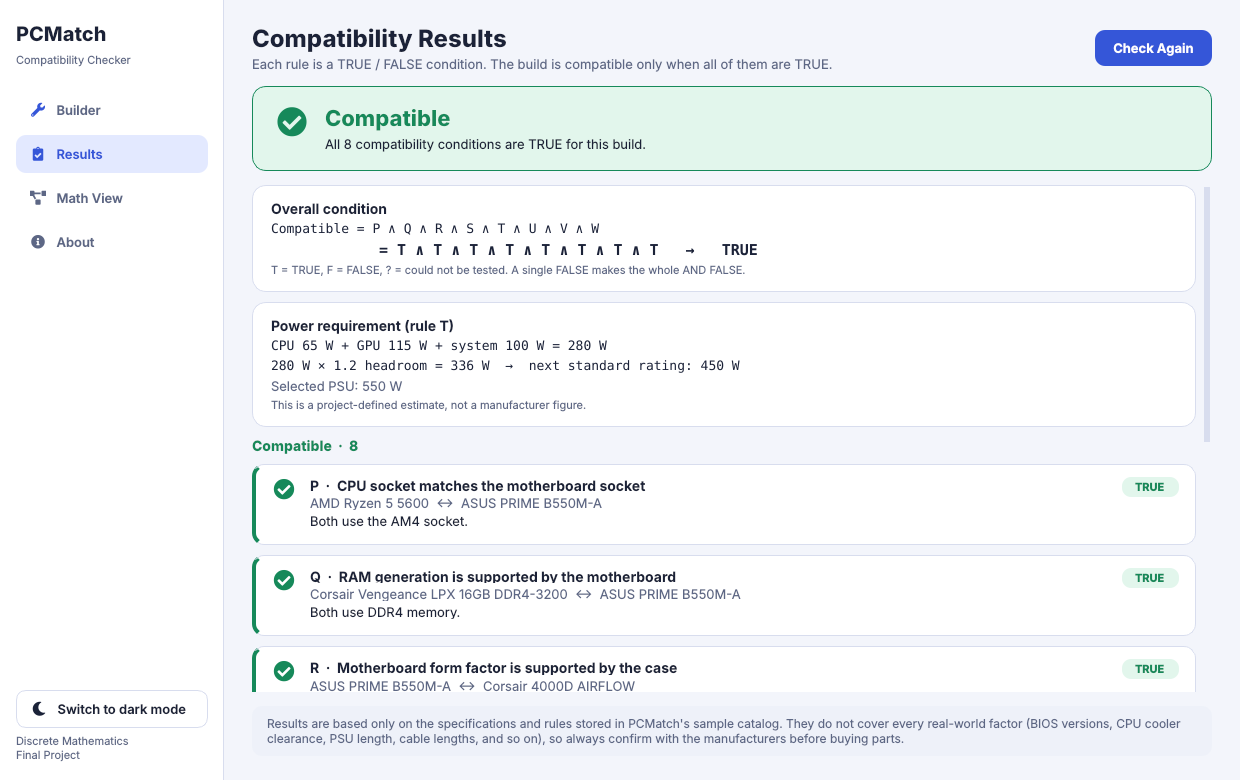 PCMatch
Compatibility Checker
Builder
Results
Math View
About
Switch to dark mode
Discrete Mathematics
Final Project
Compatibility Results
Each rule is a TRUE / FALSE condition. The build is compatible only when all of them are TRUE.
Check Again
Compatible
All 8 compatibility conditions are TRUE for this build.
Overall condition
Compatible = P ∧ Q ∧ R ∧ S ∧ T ∧ U ∧ V ∧ W
= T ∧ T ∧ T ∧ T ∧ T ∧ T ∧ T ∧ T → TRUE
T = TRUE, F = FALSE, ? = could not be tested. A single FALSE makes the whole AND FALSE.
Power requirement (rule T)
CPU 65 W + GPU 115 W + system 100 W = 280 W
280 W × 1.2 headroom = 336 W → next standard rating: 450 W
Selected PSU: 550 W
This is a project-defined estimate, not a manufacturer figure.
Compatible · 8
P · CPU socket matches the motherboard socket
TRUE
AMD Ryzen 5 5600 ↔ ASUS PRIME B550M-A
Both use the AM4 socket.
Q · RAM generation is supported by the motherboard
TRUE
Corsair Vengeance LPX 16GB DDR4-3200 ↔ ASUS PRIME B550M-A
Both use DDR4 memory.
R · Motherboard form factor is supported by the case
TRUE
ASUS PRIME B550M-A ↔ Corsair 4000D AIRFLOW
Results are based only on the specifications and rules stored in PCMatch's sample catalog. They do not cover every real-world factor (BIOS versions, CPU cooler
clearance, PSU length, cable lengths, and so on), so always confirm with the manufacturers before buying parts.